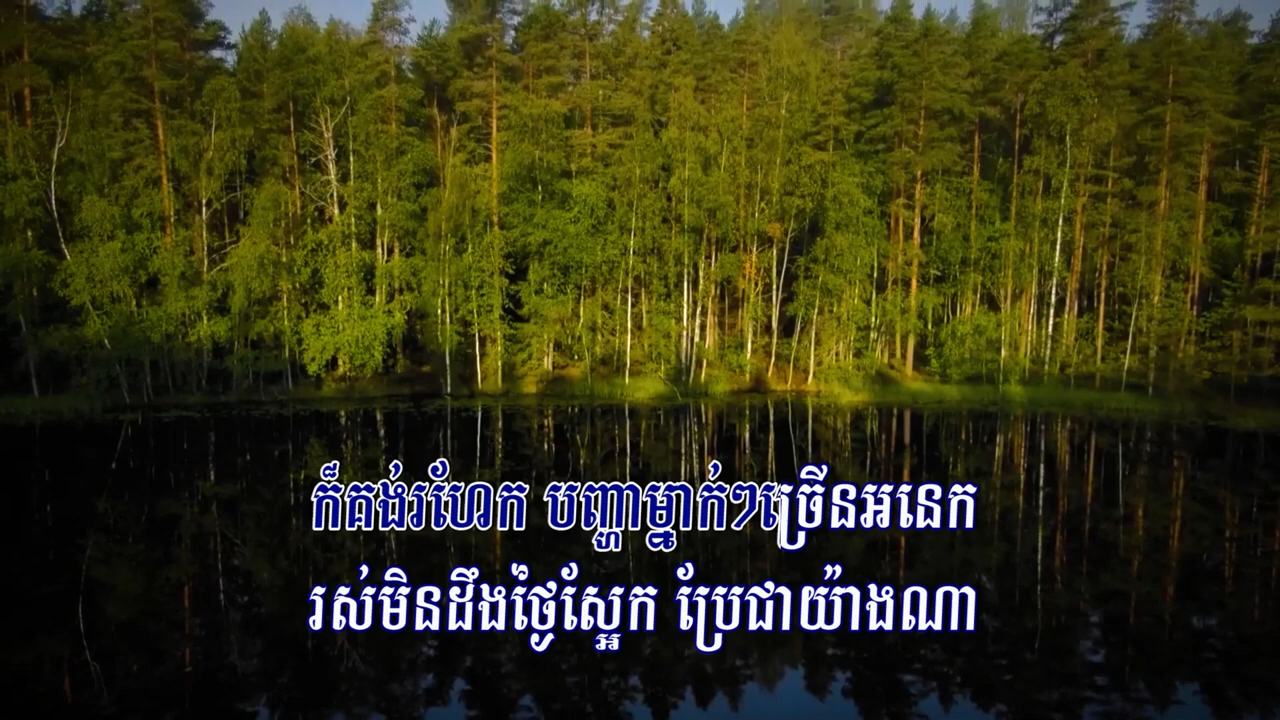 ក៏គង់រហែក បញ្ហាម្នាក់ៗច្រើនអនេក
រស់មិនដឹងថ្ងៃស្អែក ប្រែជាយ៉ាងណា